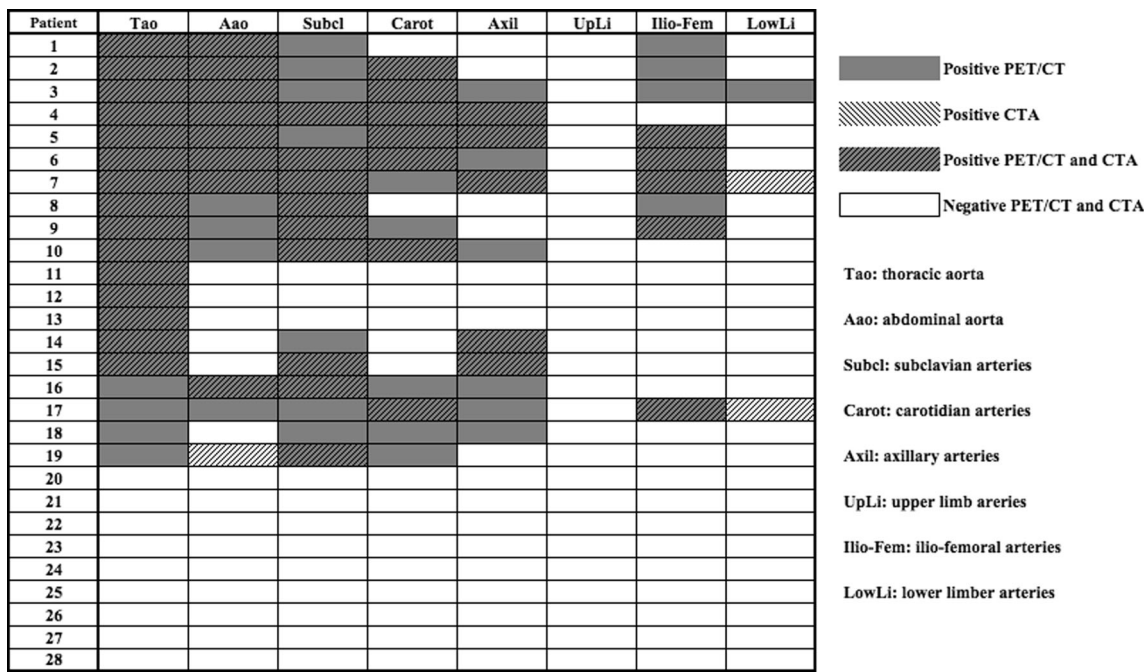 Patient Tao Aao Subcl Carot Axil UpLi Ilio-Fem LowLi
1
2
3
4
5
6
7
8
9
10
11
12
13
14
15
16
17
18
19
20
21
22
23
24
25
26
27
28
Positive PET/CT
Positive CTA
Positive PET/CT and CTA
Negative PET/CT and CTA
Tao: thoracic aorta
Aao: abdominal aorta
Subcl: subclavian arteries
Carot: carotidian arteries
Axil: axillary arteries
UpLi: upper limb areries
Ilio-Fem: ilio-femoral arteries
LowLi: lower limber arteries